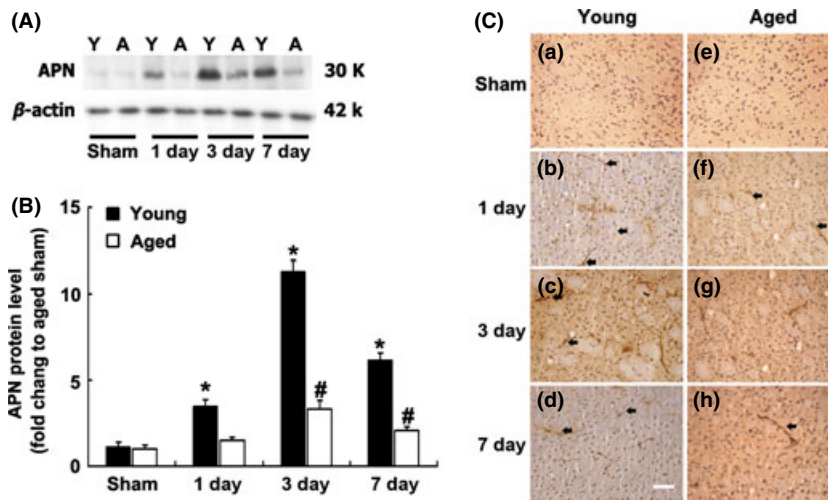 (A)
Y A Y A Y A Y A
APN 30 K
β-actin 42 k
Sham 1 day 3 day 7 day
(B)
15
10
5
0
APN protein level
(fold chang to aged sham)
Young
Aged
*
*
#
*
#
Sham 1 day 3 day 7 day
(C) Young Aged
Sham (a) (e)
1 day (b) (f)
3 day (c) (g)
7 day (d) (h)